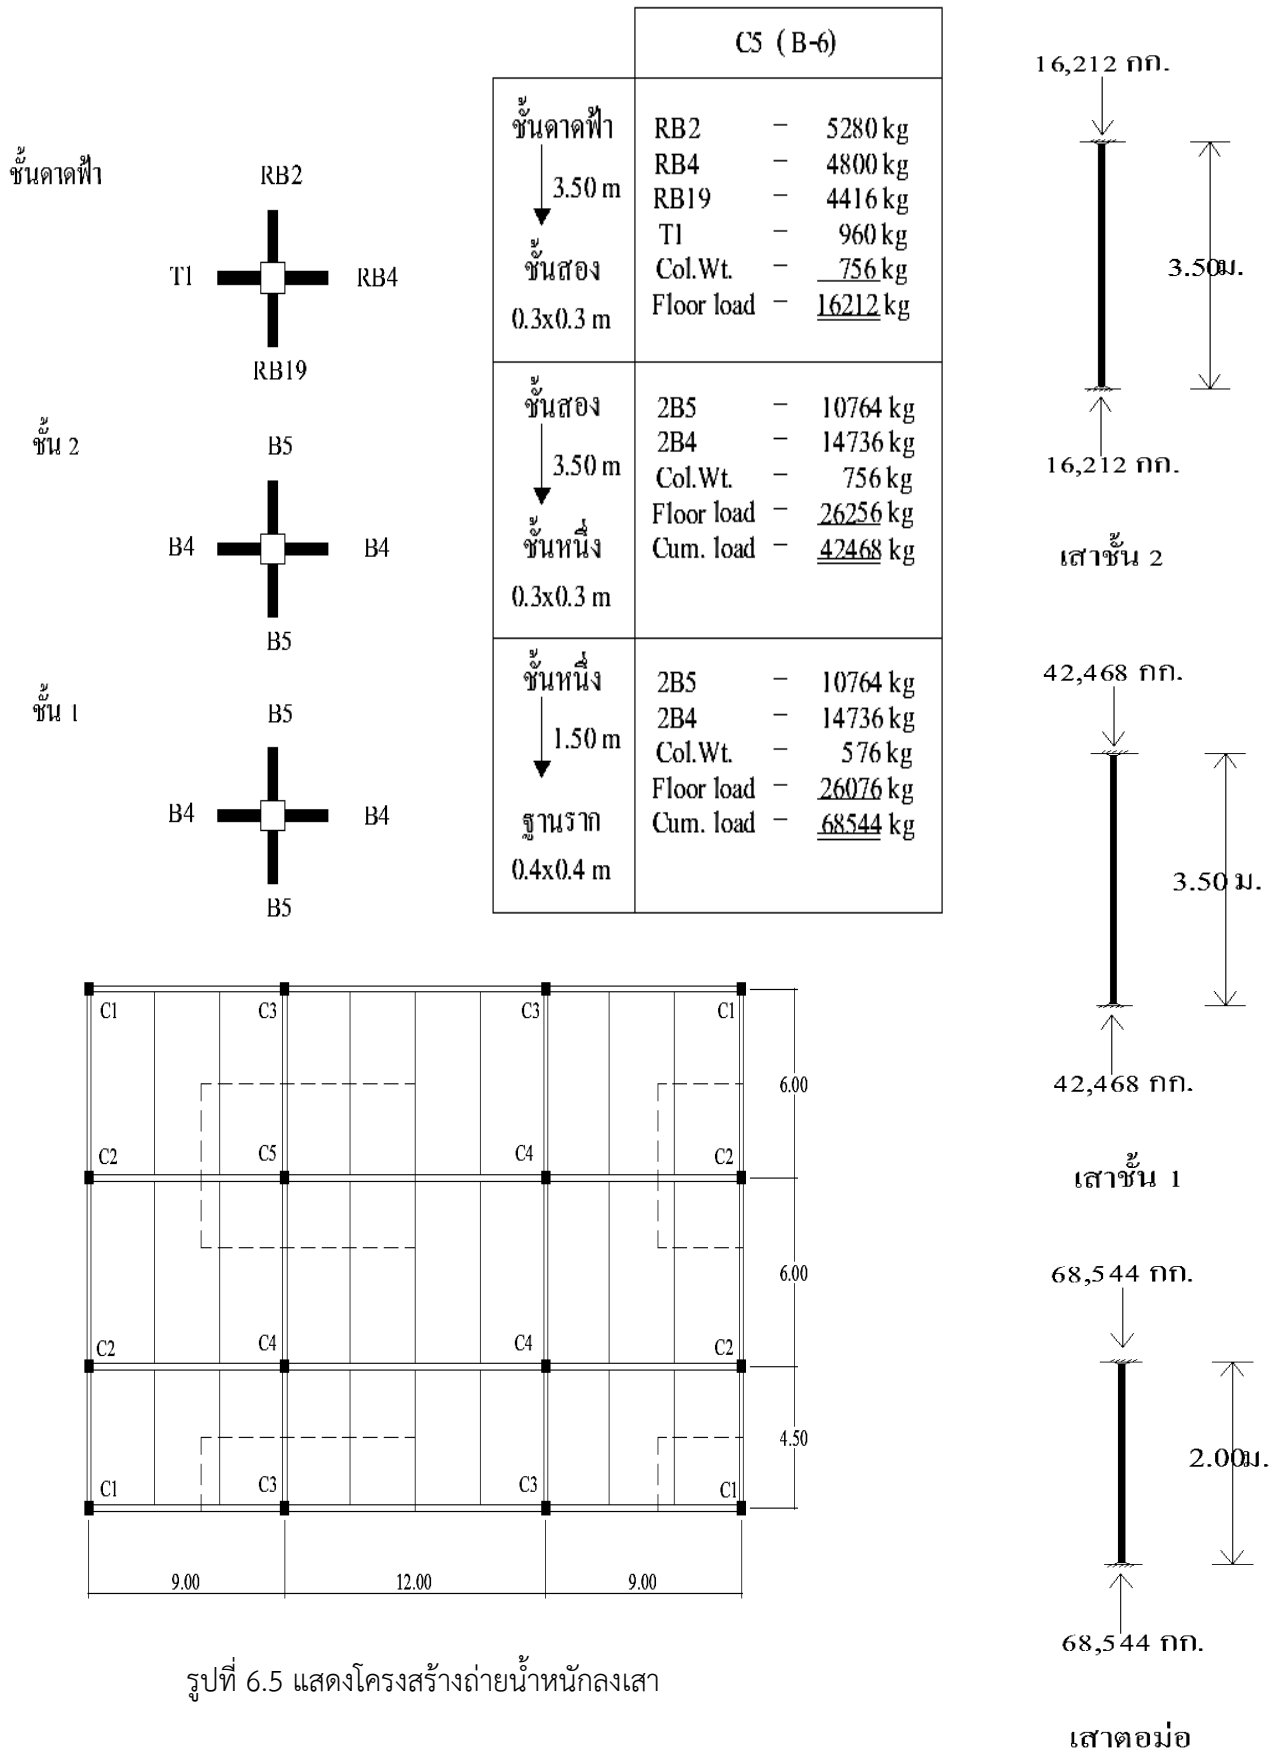 ชั้นดาดฟ้า
RB2
T1
RB4
RB19
ชั้น 2
B5
B4
B4
B5
ชั้น 1
B5
B4
B4
B5
C5 ( B-6)
ชั้นดาดฟ้า
3.50 m
ชั้นสอง
0.3x0.3 m
RB2 - 5280 kg
RB4 - 4800 kg
RB19 - 4416 kg
T1 - 960 kg
Col.Wt. - 756 kg
Floor load - 16212 kg
ชั้นสอง
3.50 m
ชั้นหนึ่ง
0.3x0.3 m
2B5 - 10764 kg
2B4 - 14736 kg
Col.Wt. - 756 kg
Floor load - 26256 kg
Cum. load - 42468 kg
ชั้นหนึ่ง
1.50 m
ฐานราก
0.4x0.4 m
2B5 - 10764 kg
2B4 - 14736 kg
Col.Wt. - 576 kg
Floor load - 26076 kg
Cum. load - 68544 kg
16,212 กก.
3.50ม.
16,212 กก.
เสาชั้น 2
42,468 กก.
3.50 ม.
42,468 กก.
เสาชั้น 1
68,544 กก.
2.00ม.
68,544 กก.
เสาตอม่อ
C1 C3 C3 C1
6.00
C2 C5 C4 C2
6.00
C2 C4 C4 C2
4.50
C1 C3 C3 C1
9.00 12.00 9.00
รูปที่ 6.5 แสดงโครงสร้างถ่ายน้ำหนักลงเสา